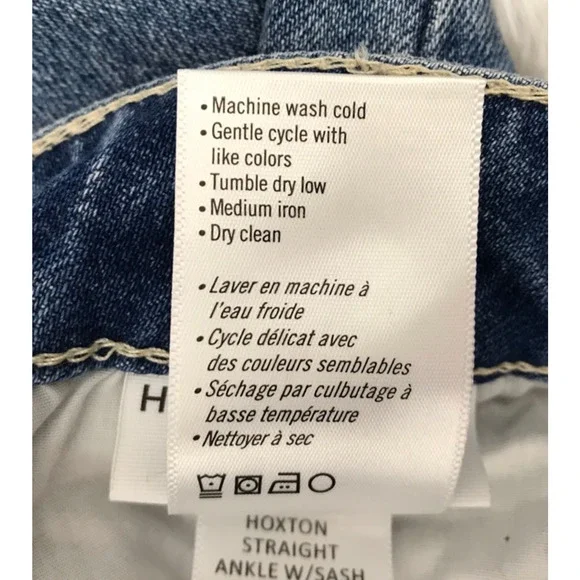 • Machine wash cold
• Gentle cycle with
like colors
• Tumble dry low
• Medium iron
• Dry clean
• Laver en machine à
l'eau froide
• Cycle délicat avec
des couleurs semblables
• Séchage par culbutage à
basse température
• Nettoyer à sec
H
HOXTON
STRAIGHT
ANKLE W/SASH